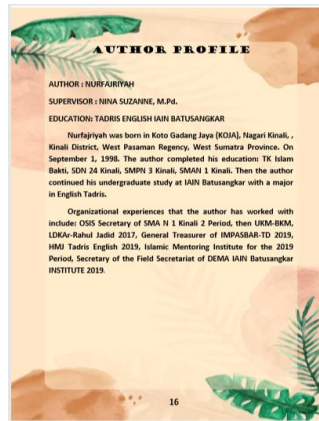 AUTHOR PROFILE
AUTHOR : NURFAJRIYAH
SUPERVISOR : NINA SUZANNE, M.Pd.
EDUCATION: TADRIS ENGLISH IAIN BATUSANGKAR
Nurfajriyah was born in Koto Gadang Jaya (KOJA), Nagari Kinali, ,
Kinali District, West Pasaman Regency, West Sumatra Province. On
September 1, 1998. The author completed his education: TK Islam
Bakti, SDN 24 Kinali, SMPN 3 Kinali, SMAN 1 Kinali. Then the author
continued his undergraduate study at IAIN Batusangkar with a major
in English Tadris.
Organizational experiences that the author has worked with
include: OSIS Secretary of SMA N 1 Kinali 2 Period, then UKM-BKM,
LDKAr-Rahul Jadid 2017, General Treasurer of IMPASBAR-TD 2019,
HMJ Tadris English 2019, Islamic Mentoring Institute for the 2019
Period, Secretary of the Field Secretariat of DEMA IAIN Batusangkar
INSTITUTE 2019.
16